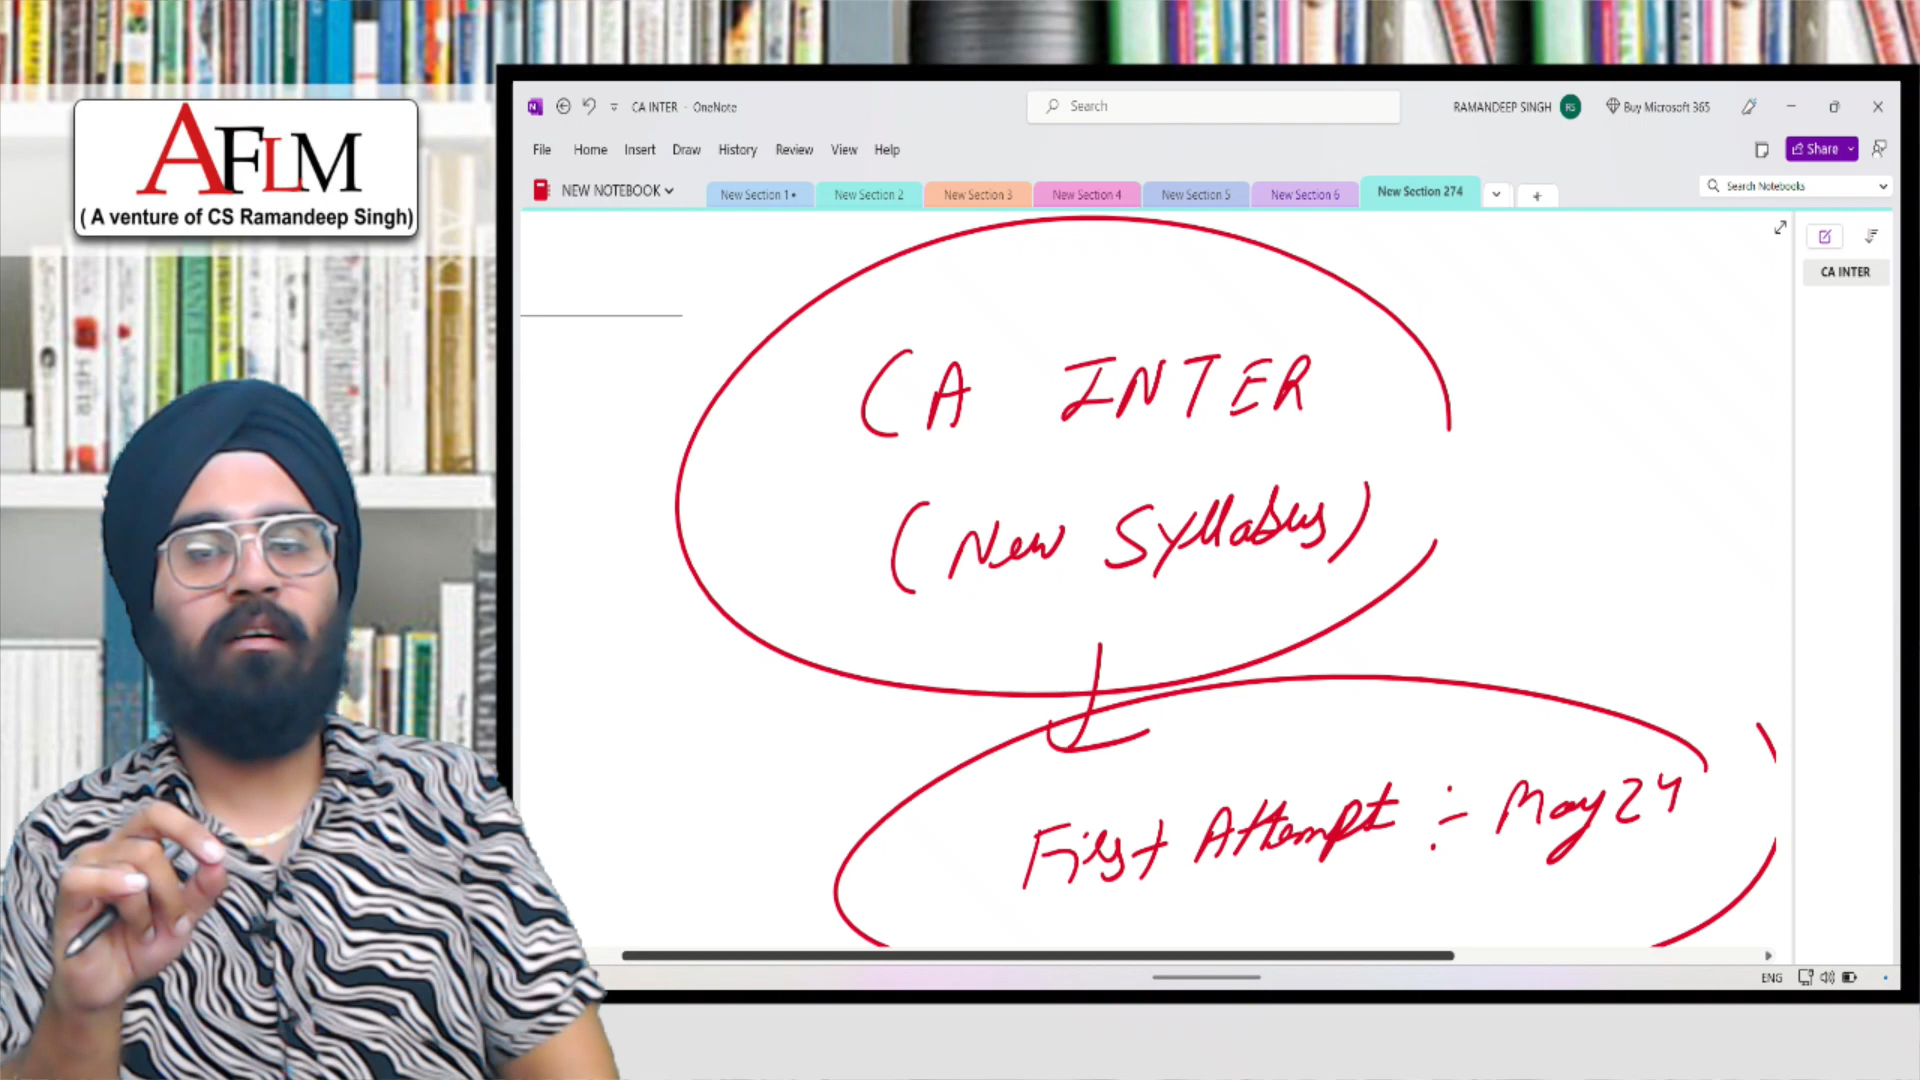 AFLM
( A venture of CS Ramandeep Singh)
CA INTER - OneNote
Search
RAMANDEEP SINGH RS
Buy Microsoft 365
File Home Insert Draw History Review View Help
Share
NEW NOTEBOOK
New Section 1
New Section 2
New Section 3
New Section 4
New Section 5
New Section 6
New Section 274
+
Search Notebooks
CA INTER
CA INTER
(New Syllabus)
First Attempt :- May 24
ENG